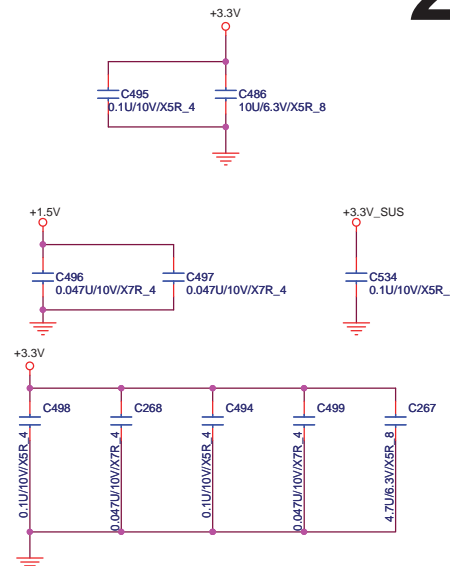 +3.3V
C495
0.1U/10V/X5R_4
C486
10U/6.3V/X5R_8
+1.5V
C496
0.047U/10V/X7R_4
C497
0.047U/10V/X7R_4
+3.3V_SUS
C534
0.1U/10V/X5R_
+3.3V
C498
0.1U/10V/X5R_4
C268
0.047U/10V/X7R_4
C494
0.1U/10V/X5R_4
C499
0.047U/10V/X7R_4
C267
4.7U/6.3V/X5R_8